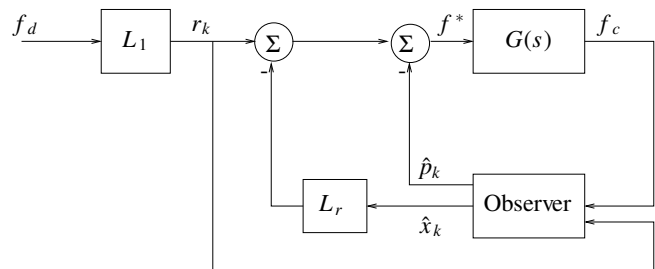 f_d
L_1
r_k
Σ
-
Σ
-
f*
G(s)
f_c
p̂_k
L_r
x̂_k
Observer